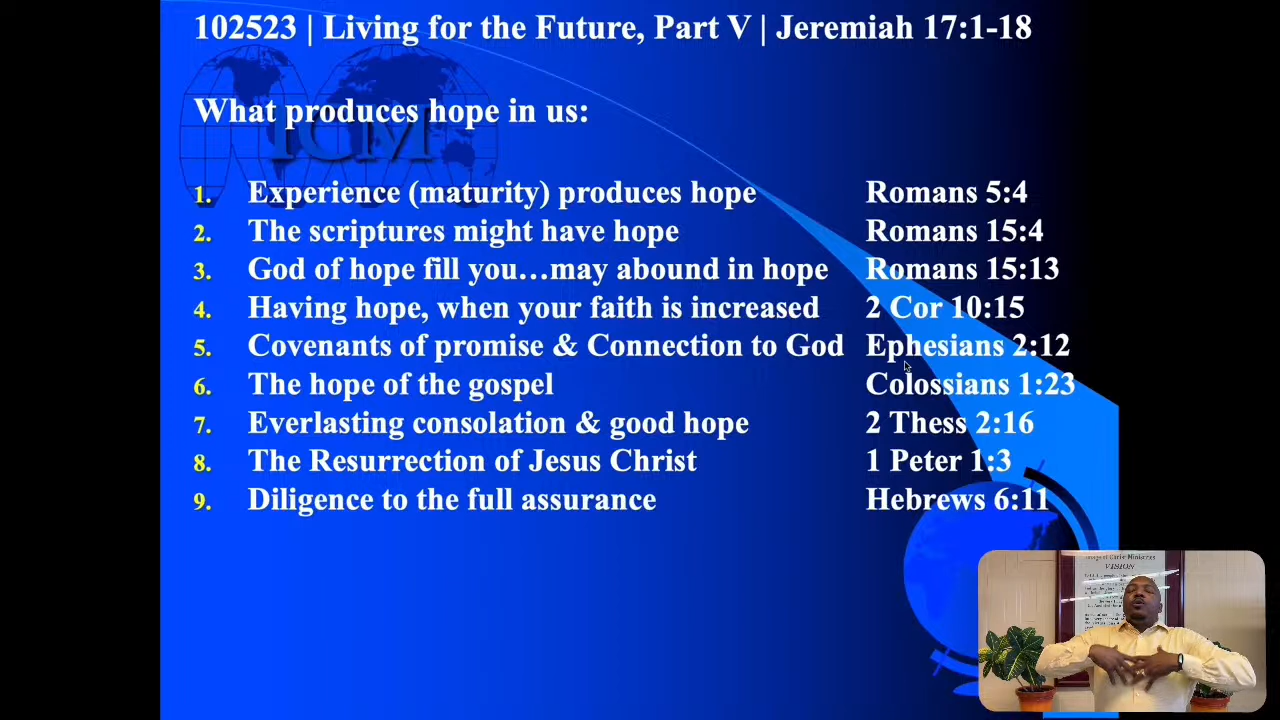 102523 | Living for the Future, Part V | Jeremiah 17:1-18
What produces hope in us:
ICM
1. Experience (maturity) produces hope Romans 5:4
2. The scriptures might have hope Romans 15:4
3. God of hope fill you…may abound in hope Romans 15:13
4. Having hope, when your faith is increased 2 Cor 10:15
5. Covenants of promise & Connection to God Ephesians 2:12
6. The hope of the gospel Colossians 1:23
7. Everlasting consolation & good hope 2 Thess 2:16
8. The Resurrection of Jesus Christ 1 Peter 1:3
9. Diligence to the full assurance Hebrews 6:11
Image of Christ Ministries
VISION